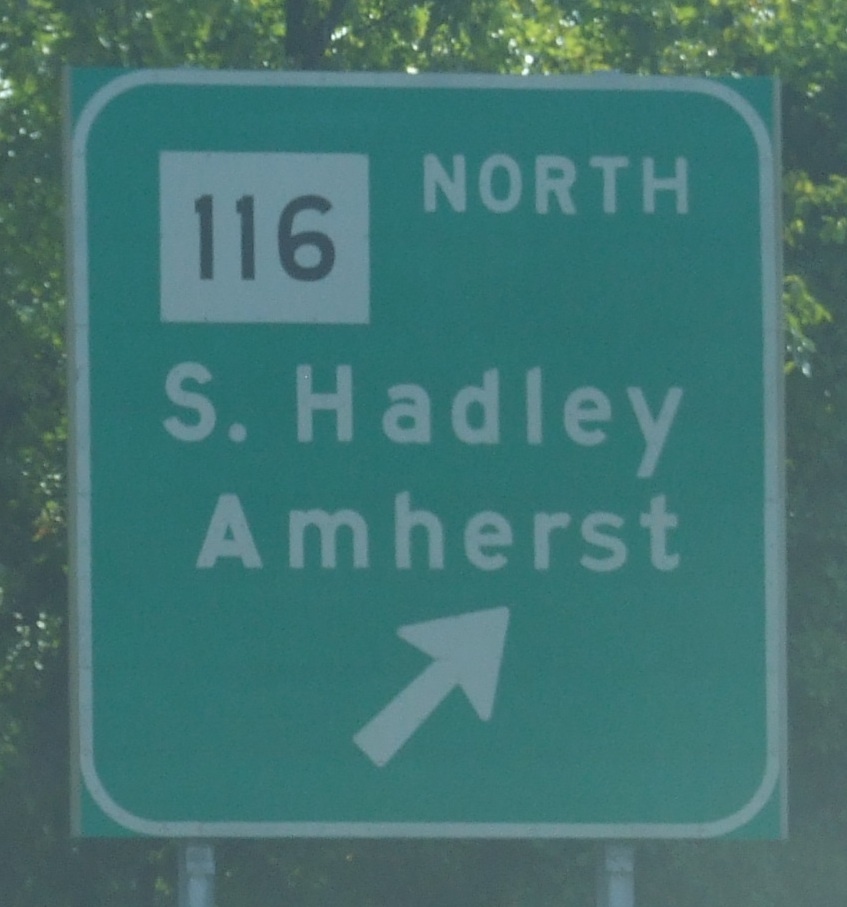 116 NORTH
S. Hadley
Amherst